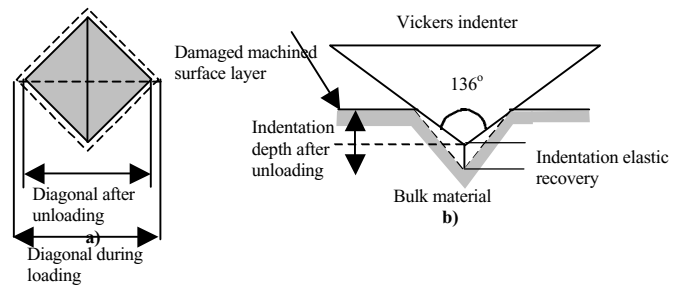 Vickers indenter
Damaged machined
surface layer
136o
Indentation
depth after
unloading
Indentation elastic
recovery
Diagonal after
unloading
a)
Diagonal during
loading
Bulk material
b)